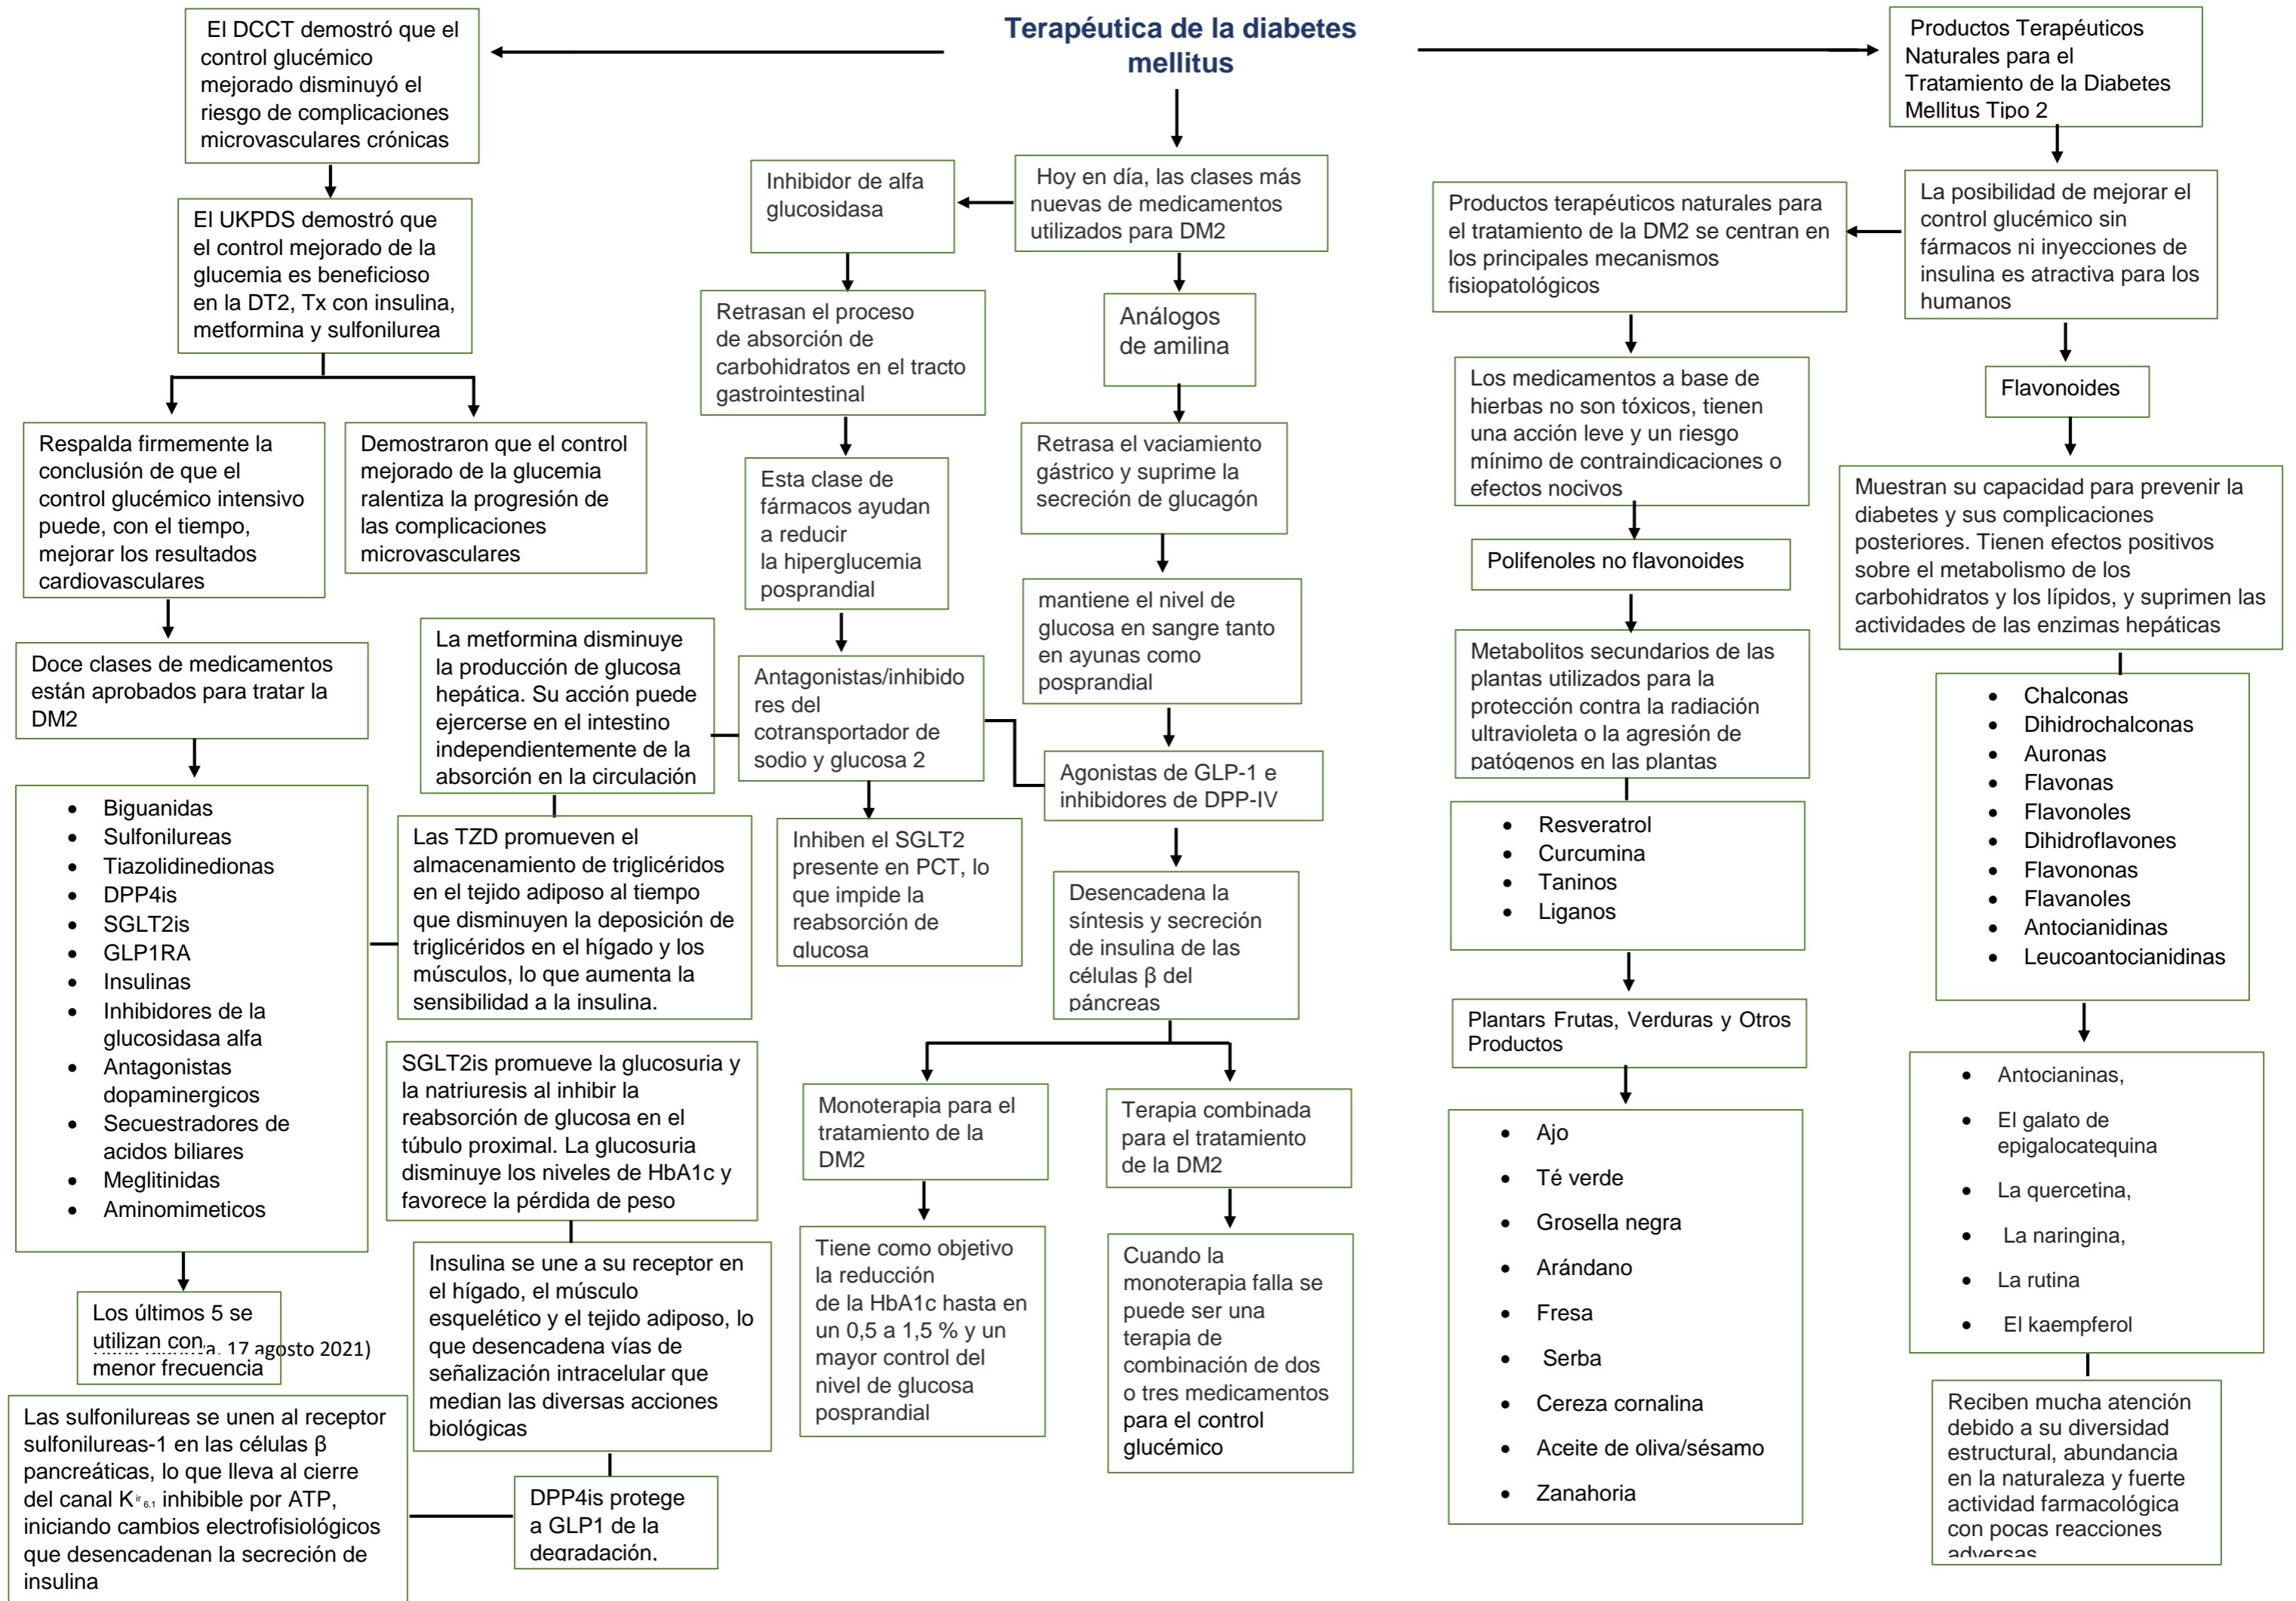 Terapéutica de la diabetes
mellitus
El DCCT demostró que el
control glucémico
mejorado disminuyó el
riesgo de complicaciones
microvasculares crónicas
El UKPDS demostró que
el control mejorado de la
glucemia es beneficioso
en la DT2, Tx con insulina,
metformina y sulfonilurea
Respalda firmemente la
conclusión de que el
control glucémico intensivo
puede, con el tiempo,
mejorar los resultados
cardiovasculares
Demostraron que el control
mejorado de la glucemia
ralentiza la progresión de
las complicaciones
microvasculares
Doce clases de medicamentos
están aprobados para tratar la
DM2
• Biguanidas
• Sulfonilureas
• Tiazolidinedionas
• DPP4is
• SGLT2is
• GLP1RA
• Insulinas
• Inhibidores de la
glucosidasa alfa
• Antagonistas
dopaminergicos
• Secuestradores de
acidos biliares
• Meglitinidas
• Aminomimeticos
Los últimos 5 se
utilizan con
menor frecuencia
17 agosto 2021)
La metformina disminuye
la producción de glucosa
hepática. Su acción puede
ejercerse en el intestino
independientemente de la
absorción en la circulación
Las TZD promueven el
almacenamiento de triglicéridos
en el tejido adiposo al tiempo
que disminuyen la deposición de
triglicéridos en el hígado y los
músculos, lo que aumenta la
sensibilidad a la insulina.
SGLT2is promueve la glucosuria y
la natriuresis al inhibir la
reabsorción de glucosa en el
túbulo proximal. La glucosuria
disminuye los niveles de HbA1c y
favorece la pérdida de peso
Insulina se une a su receptor en
el hígado, el músculo
esquelético y el tejido adiposo, lo
que desencadena vías de
señalización intracelular que
median las diversas acciones
biológicas
DPP4is protege
a GLP1 de la
degradación.
Las sulfonilureas se unen al receptor
sulfonilureas-1 en las células β
pancreáticas, lo que lleva al cierre
del canal K ir 6.1 inhibible por ATP,
iniciando cambios electrofisiológicos
que desencadenan la secreción de
insulina
Hoy en día, las clases más
nuevas de medicamentos
utilizados para DM2
Inhibidor de alfa
glucosidasa
Retrasan el proceso
de absorción de
carbohidratos en el tracto
gastrointestinal
Esta clase de
fármacos ayudan
a reducir
la hiperglucemia
posprandial
Antagonistas/inhibido
res del
cotransportador de
sodio y glucosa 2
Inhiben el SGLT2
presente en PCT, lo
que impide la
reabsorción de
glucosa
Análogos
de amilina
Retrasa el vaciamiento
gástrico y suprime la
secreción de glucagón
mantiene el nivel de
glucosa en sangre tanto
en ayunas como
posprandial
Agonistas de GLP-1 e
inhibidores de DPP-IV
Desencadena la
síntesis y secreción
de insulina de las
células β del
páncreas
Monoterapia para el
tratamiento de la
DM2
Tiene como objetivo
la reducción
de la HbA1c hasta en
un 0,5 a 1,5 % y un
mayor control del
nivel de glucosa
posprandial
Terapia combinada
para el tratamiento
de la DM2
Cuando la
monoterapia falla se
puede ser una
terapia de
combinación de dos
o tres medicamentos
para el control
glucémico
Productos Terapéuticos
Naturales para el
Tratamiento de la Diabetes
Mellitus Tipo 2
La posibilidad de mejorar el
control glucémico sin
fármacos ni inyecciones de
insulina es atractiva para los
humanos
Productos terapéuticos naturales para
el tratamiento de la DM2 se centran en
los principales mecanismos
fisiopatológicos
Los medicamentos a base de
hierbas no son tóxicos, tienen
una acción leve y un riesgo
mínimo de contraindicaciones o
efectos nocivos
Polifenoles no flavonoides
Metabolitos secundarios de las
plantas utilizados para la
protección contra la radiación
ultravioleta o la agresión de
patógenos en las plantas
• Resveratrol
• Curcumina
• Taninos
• Liganos
Plantars Frutas, Verduras y Otros
Productos
• Ajo
• Té verde
• Grosella negra
• Arándano
• Fresa
• Serba
• Cereza cornalina
• Aceite de oliva/sésamo
• Zanahoria
Flavonoides
Muestran su capacidad para prevenir la
diabetes y sus complicaciones
posteriores. Tienen efectos positivos
sobre el metabolismo de los
carbohidratos y los lípidos, y suprimen las
actividades de las enzimas hepáticas
• Chalconas
• Dihidrochalconas
• Auronas
• Flavonas
• Flavonoles
• Dihidroflavones
• Flavononas
• Flavanoles
• Antocianidinas
• Leucoantocianidinas
• Antocianinas,
• El galato de
epigalocatequina
• La quercetina,
• La naringina,
• La rutina
• El kaempferol
Reciben mucha atención
debido a su diversidad
estructural, abundancia
en la naturaleza y fuerte
actividad farmacológica
con pocas reacciones
adversas